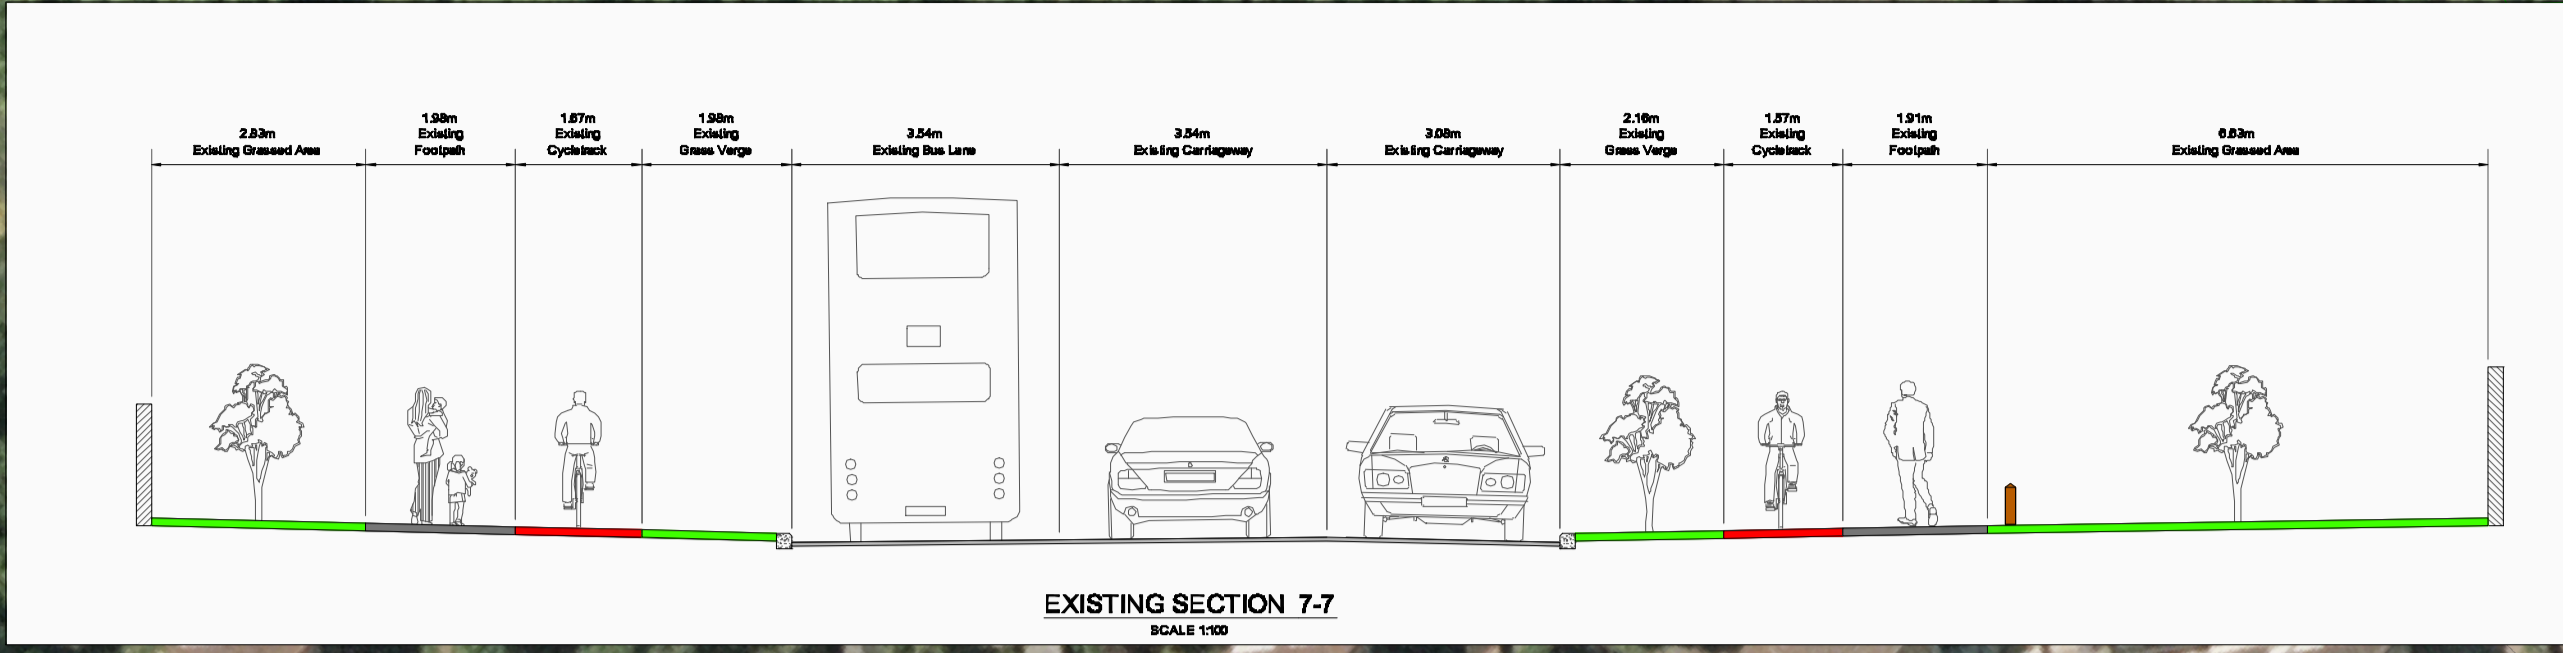 2.83m
Existing Grassed Area
1.98m
Existing
Footpath
1.67m
Existing
Cycletrack
1.98m
Existing
Grass Verge
3.54m
Existing Bus Lane
3.54m
Existing Carriageway
3.08m
Existing Carriageway
2.16m
Existing
Grass Verge
1.57m
Existing
Cycletrack
1.91m
Existing
Footpath
6.63m
Existing Grassed Area
EXISTING SECTION 7-7
SCALE 1:100